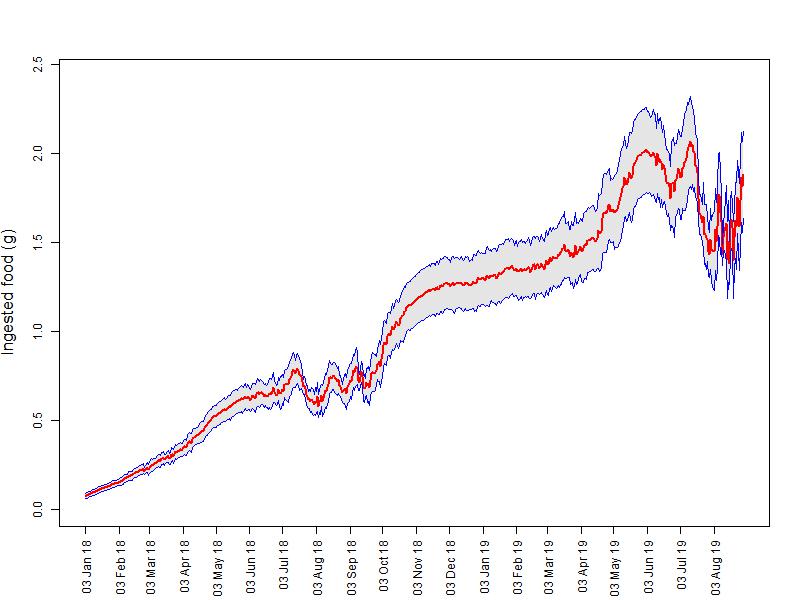 Ingested food (g)
2.5
2.0
1.5
1.0
0.5
0.0
03 Jan 18
03 Feb 18
03 Mar 18
03 Apr 18
03 May 18
03 Jun 18
03 Jul 18
03 Aug 18
03 Sep 18
03 Oct 18
03 Nov 18
03 Dec 18
03 Jan 19
03 Feb 19
03 Mar 19
03 Apr 19
03 May 19
03 Jun 19
03 Jul 19
03 Aug 19